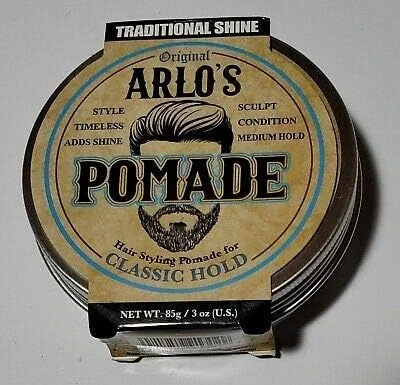 TRADITIONAL SHINE
Original
ARLO'S
STYLE
TIMELESS
ADDS SHINE
SCULPT
CONDITION
MEDIUM HOLD
POMADE
Hair Styling Pomade for
CLASSIC HOLD
NET WT. 85g / 3 oz (U.S.)